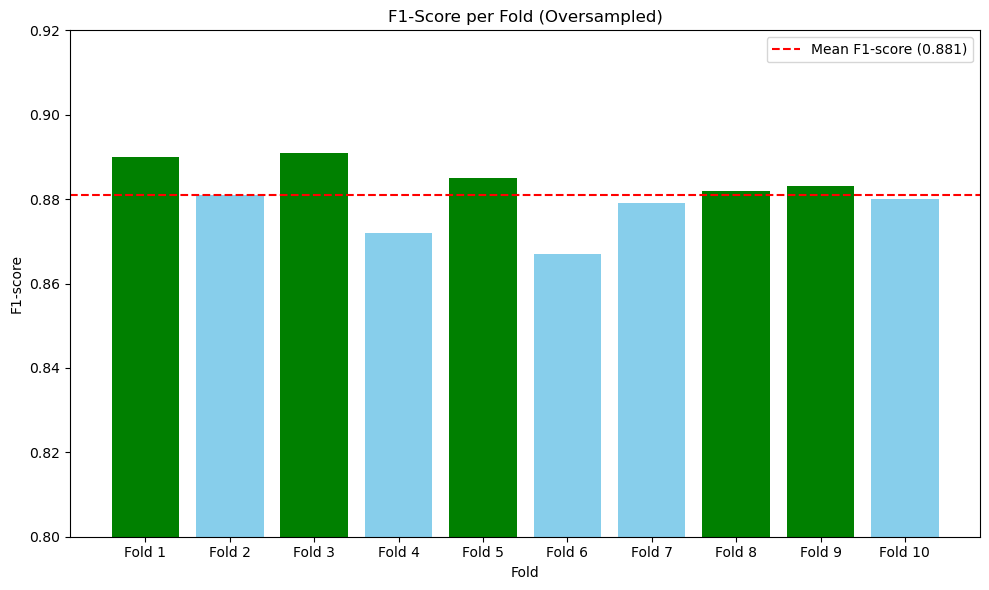 F1-Score per Fold (Oversampled)
Mean F1-score (0.881)
0.92
0.90
0.88
0.86
0.84
0.82
0.80
F1-score
Fold 1 Fold 2 Fold 3 Fold 4 Fold 5 Fold 6 Fold 7 Fold 8 Fold 9 Fold 10
Fold